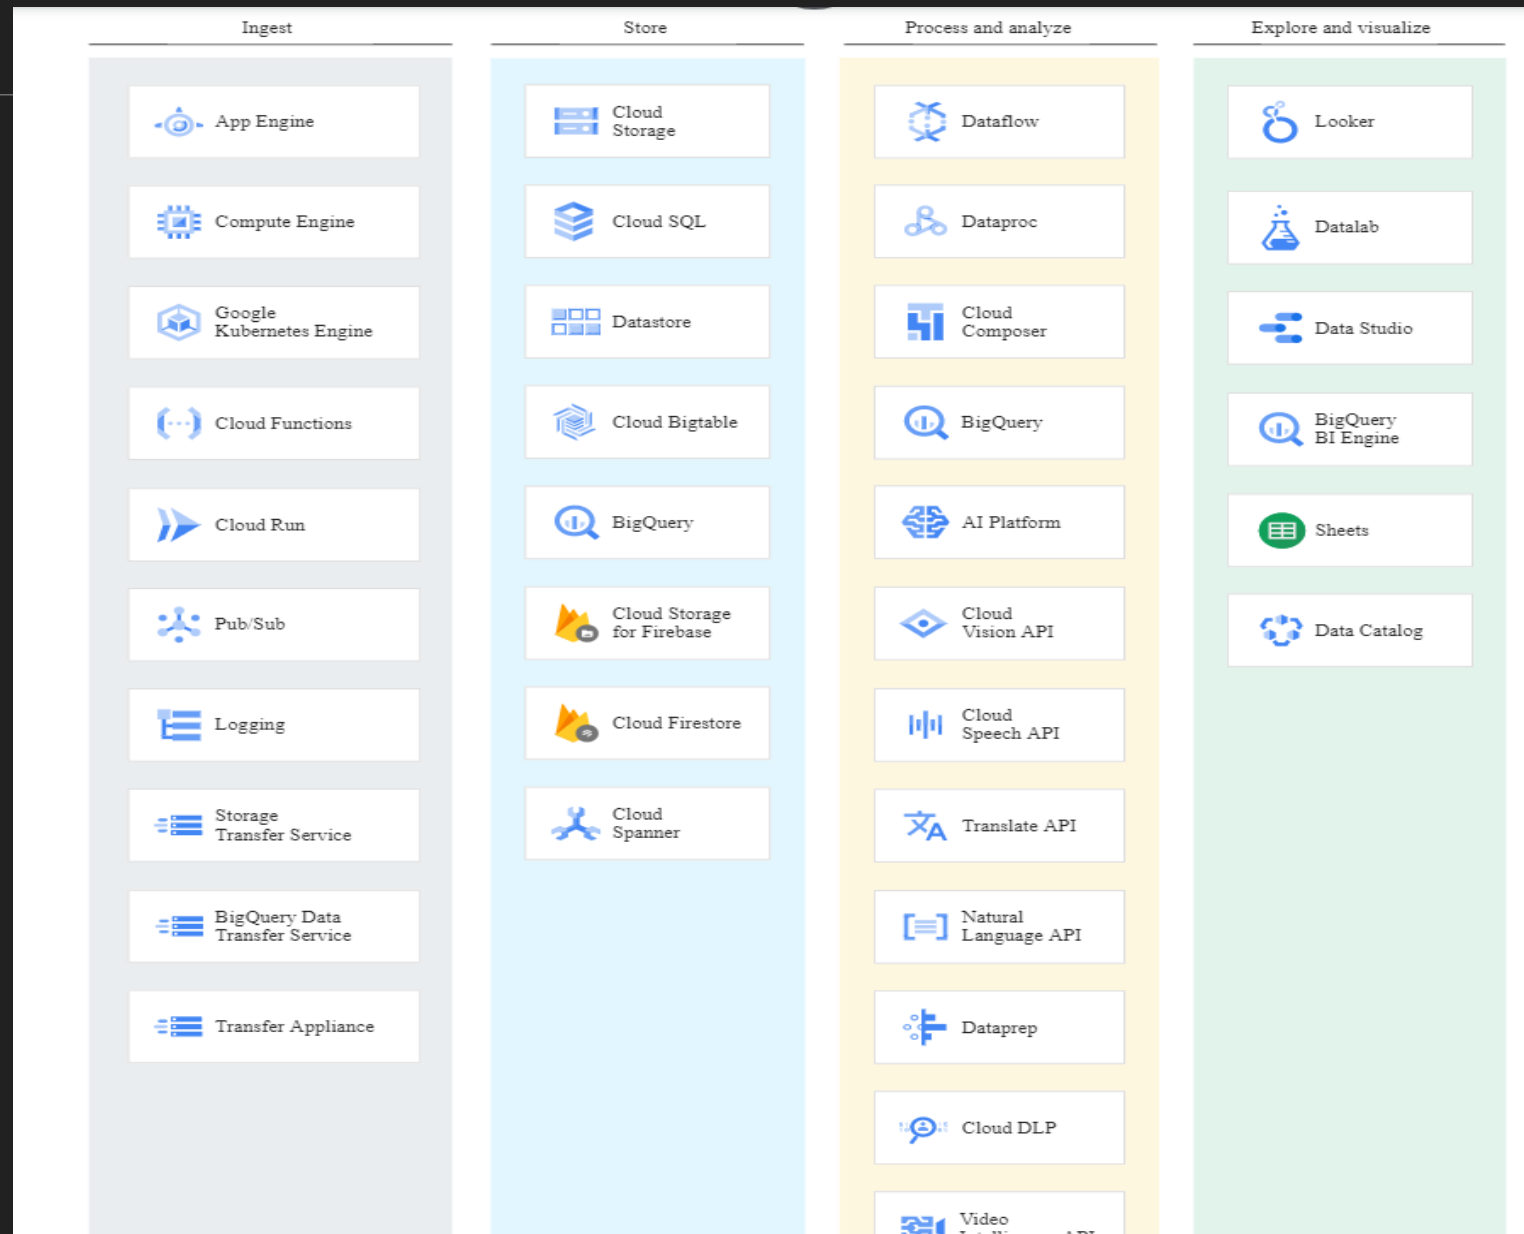 Ingest
App Engine
Compute Engine
Google
Kubernetes Engine
Cloud Functions
Cloud Run
Pub/Sub
Logging
Storage
Transfer Service
BigQuery Data
Transfer Service
Transfer Appliance
Store
Cloud
Storage
Cloud SQL
Datastore
Cloud Bigtable
BigQuery
Cloud Storage
for Firebase
Cloud Firestore
Cloud
Spanner
Process and analyze
Dataflow
Dataproc
Cloud
Composer
BigQuery
AI Platform
Cloud
Vision API
Cloud
Speech API
Translate API
Natural
Language API
Dataprep
Cloud DLP
Video
Explore and visualize
Looker
Datalab
Data Studio
BigQuery
BI Engine
Sheets
Data Catalog